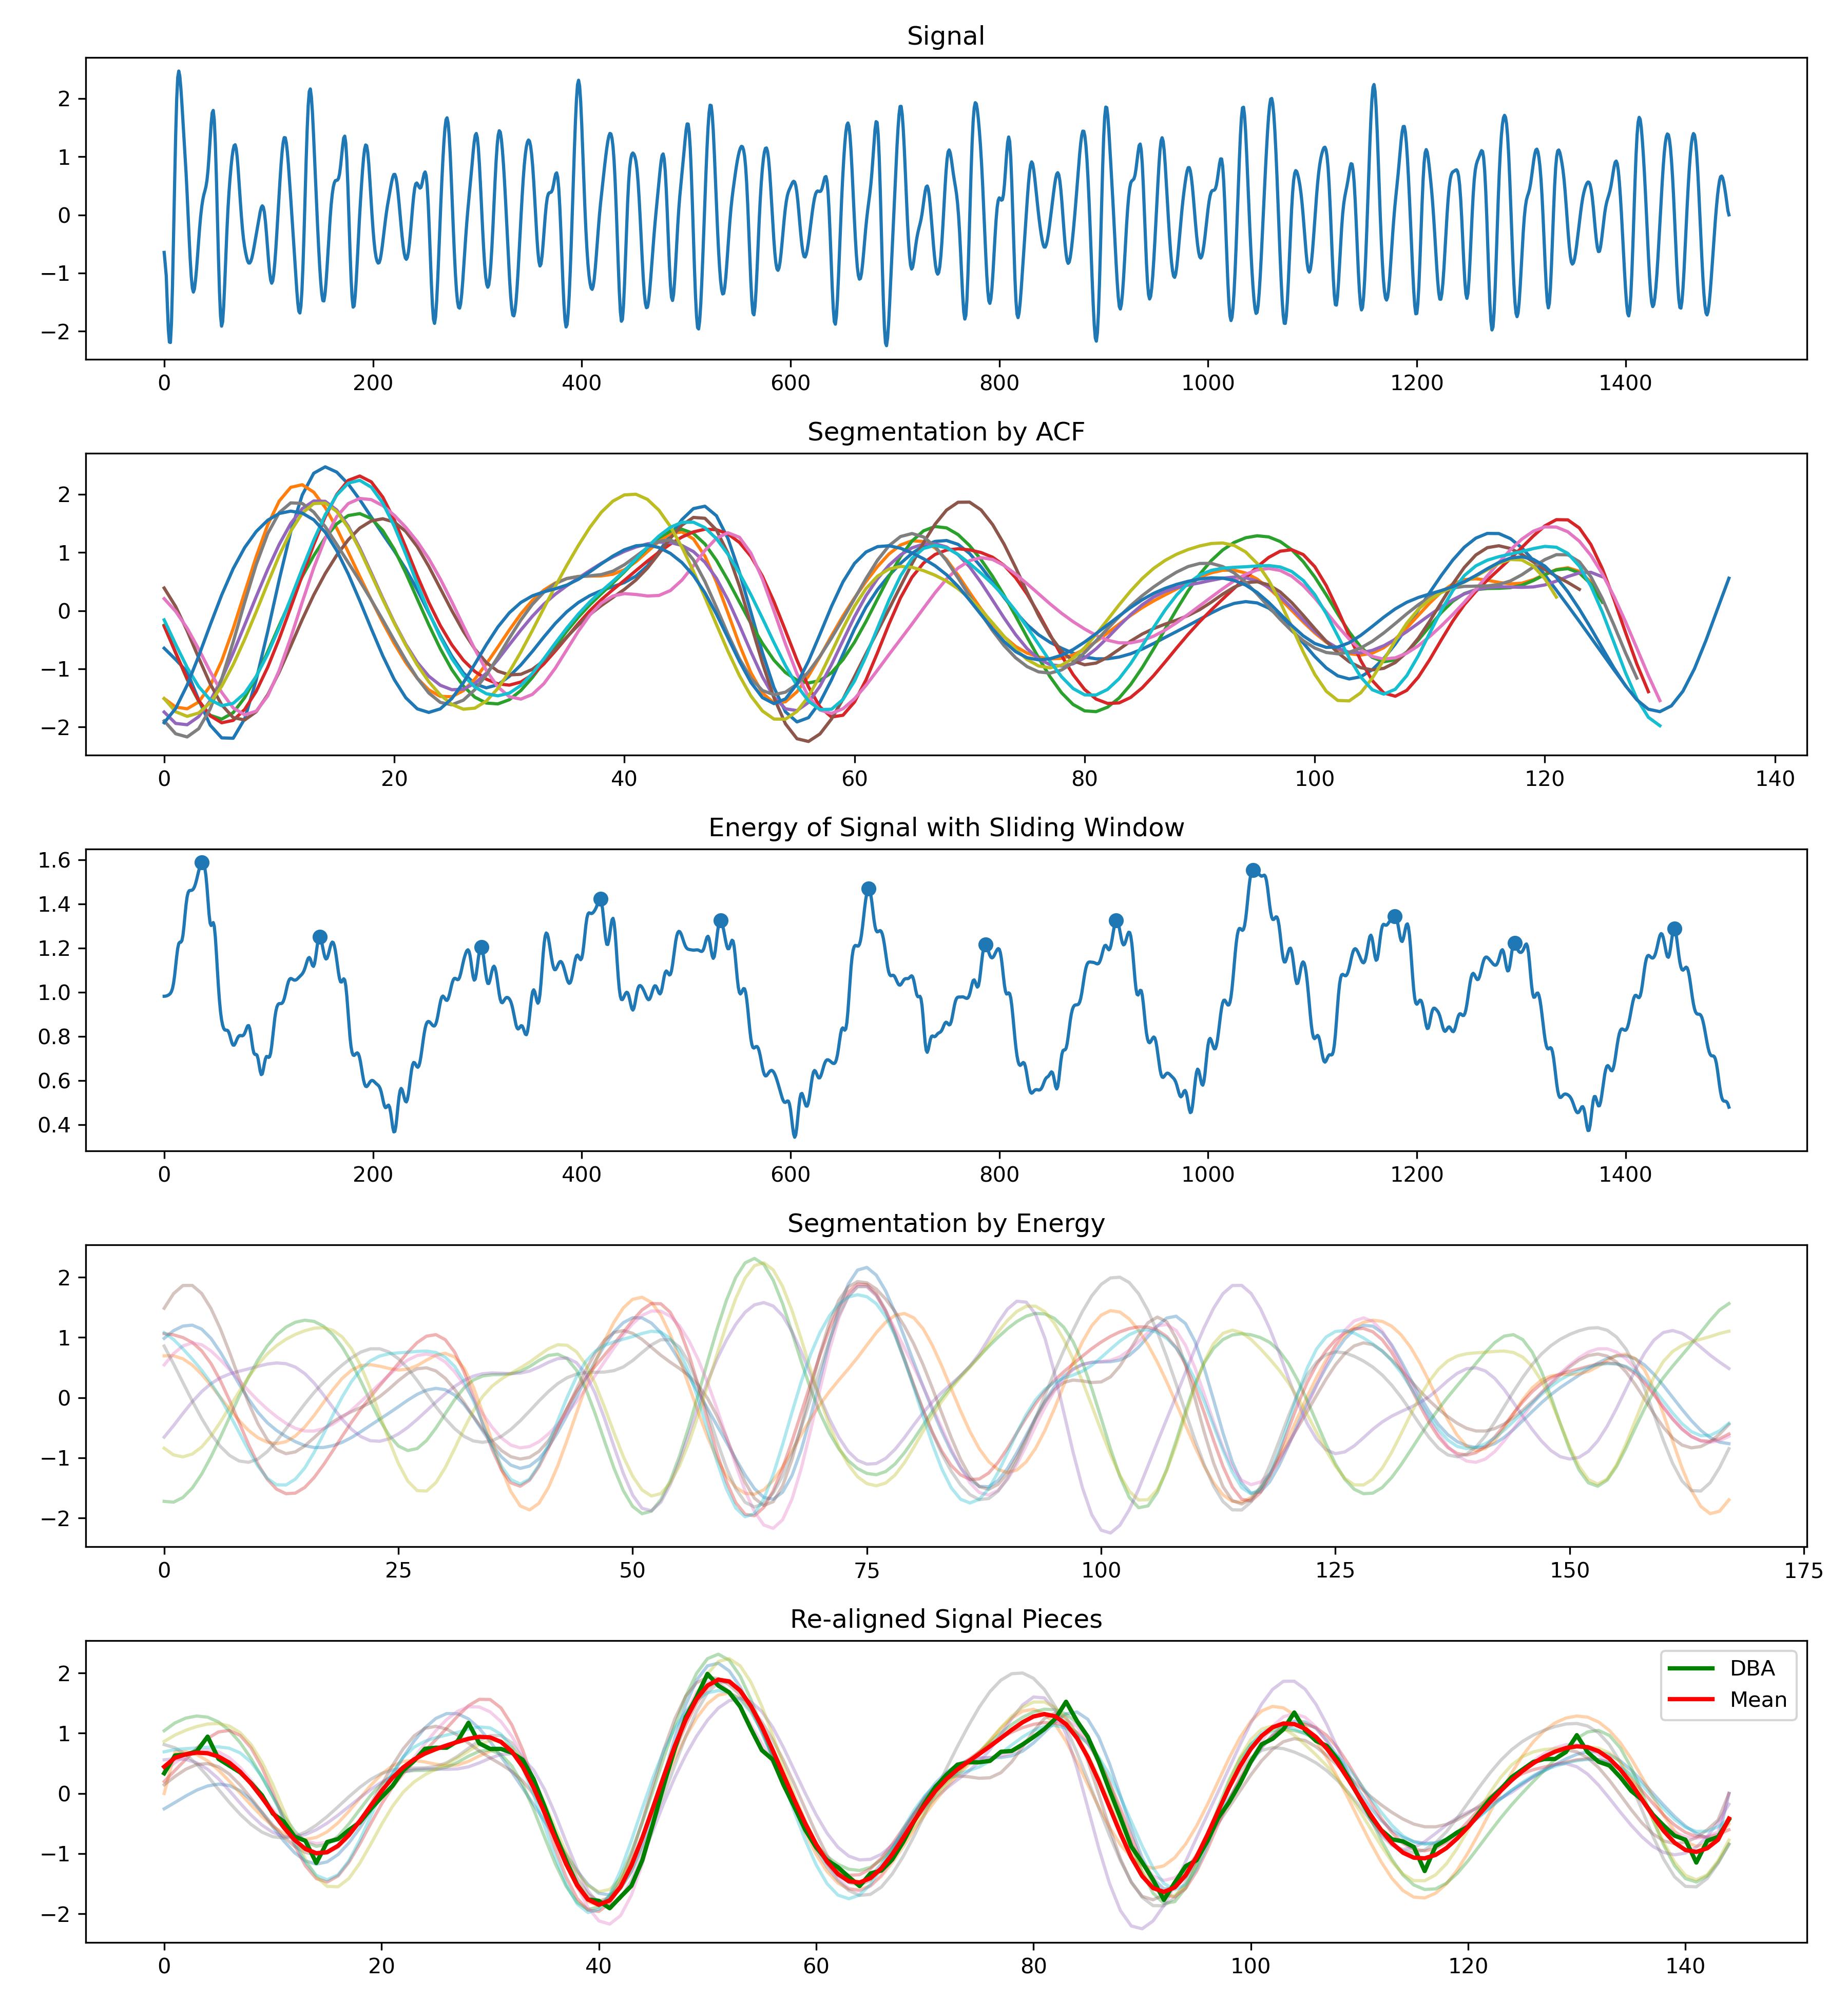 Signal
2
1
0
−1
−2
0 200 400 600 800 1000 1200 1400
Segmentation by ACF
2
1
0
−1
−2
0 20 40 60 80 100 120 140
Energy of Signal with Sliding Window
1.6
1.4
1.2
1.0
0.8
0.6
0.4
0 200 400 600 800 1000 1200 1400
Segmentation by Energy
2
1
0
−1
−2
0 25 50 75 100 125 150 175
Re-aligned Signal Pieces
2
1
0
−1
−2
DBA
Mean
0 20 40 60 80 100 120 140